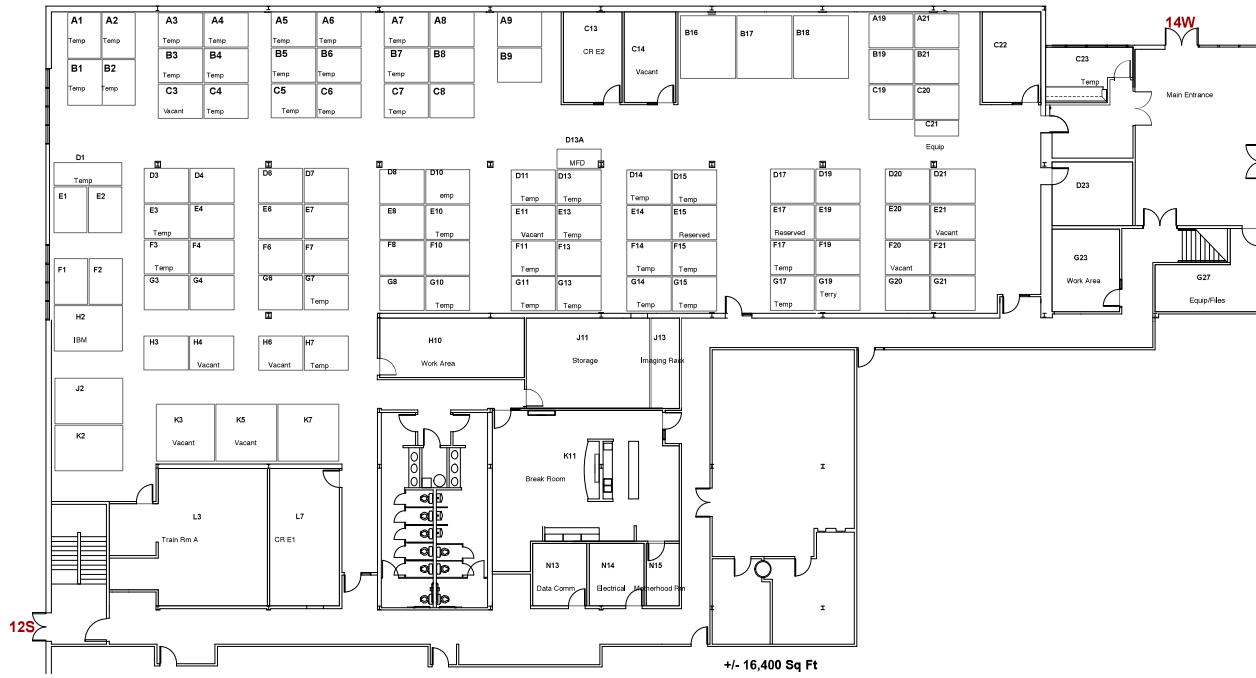 A1 A2 A3 A4 A5 A6 A7 A8 A9
Temp Temp Temp Temp Temp Temp Temp
C13
CR E2
C14
Vacant
B16 B17 B18
A19 A21
C22
14W
C23
Temp
Main Entrance
B1 B2 B3 B4 B5 B6 B7 B8 B9
Temp Temp Temp Temp Temp Temp Temp
B19 B21
C3 C4 C5 C6 C7 C8
Vacant Temp Temp Temp Temp
C19 C20
C21
Equip
D13A
MFD
D1
Temp
D3 D4 D6 D7 D8 D10 D11 D13 D14 D15 D17 D19 D20 D21
emp Temp Temp Temp Temp
D23
E1 E2
E3 E4 E6 E7 E8 E10 E11 E13 E14 E15 E17 E19 E20 E21
Temp Temp Vacant Temp Reserved Reserved Vacant
F1 F2
F3 F4 F6 F7 F8 F10 F11 F13 F14 F15 F17 F19 F20 F21
Temp Temp Temp Temp Temp Temp Vacant
G3 G4 G6 G7 G8 G10 G11 G13 G14 G15 G17 G19 G20 G21
Temp Temp Temp Temp Temp Temp Temp Terry
G23
Work Area
G27
Equip/Files
H2
IBM
H3 H4 H6 H7
Vacant Vacant Temp
H10
Work Area
J11
Storage
J13
Imaging Rack
J2
K2
K3 K5 K7
Vacant Vacant
K11
Break Room
L3
Train Rm A
L7
CR E1
N13
Data Comm
N14
Electrical
N15
Motherhood Rm
12S
+/- 16,400 Sq Ft